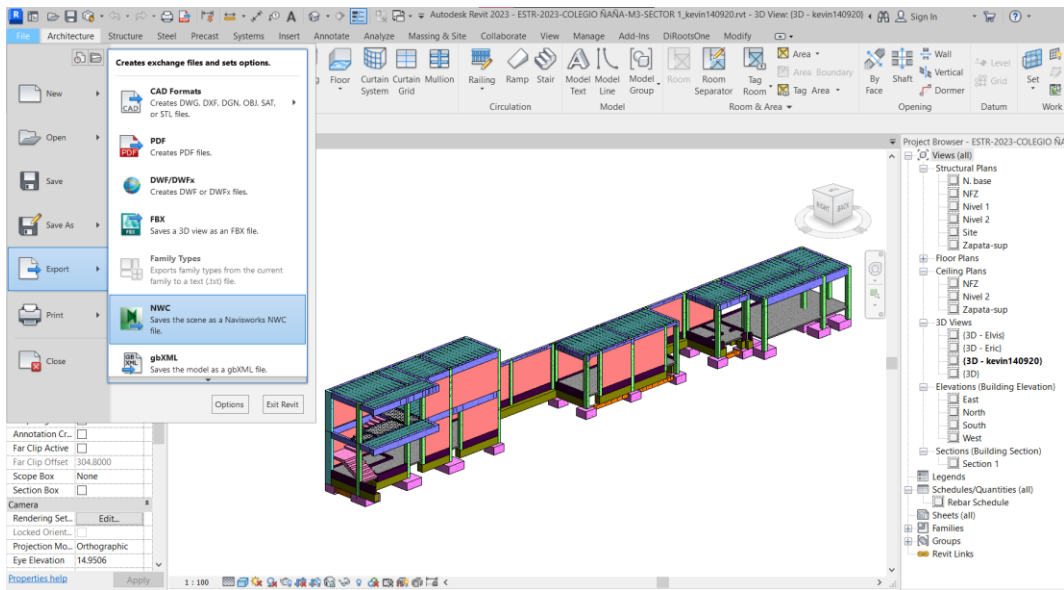 Autodesk Revit 2023 - ESTR-2023-COLEGIO ÑAÑA-M3-SECTOR 1_kevin140920.rvt - 3D View: {3D - kevin140920}
Sign In
File Architecture Structure Steel Precast Systems Insert Annotate Analyze Massing & Site Collaborate View Manage Add-Ins DiRootsOne Modify
Creates exchange files and sets options.
New
Open
Save
Save As
Export
Print
Close
CAD Formats
Creates DWG, DXF, DGN, OBJ, SAT,
or STL files.
PDF
Creates PDF files.
DWF/DWFx
Creates DWF or DWFx files.
FBX
Saves a 3D view as an FBX file.
Family Types
Exports family types from the current
family to a text (.txt) file.
NWC
Saves the scene as a Navisworks NWC
file.
gbXML
Saves the model as a gbXML file.
Options Exit Revit
Floor
Curtain
System
Curtain
Grid
Mullion
Railing
Ramp
Stair
Circulation
Model
Text
Model
Line
Model
Group
Model
Room
Room
Separator
Tag
Room
Area
Area Boundary
Tag Area
Room & Area
By
Face
Shaft
Wall
Vertical
Dormer
Opening
Level
Grid
Datum
Set
Work
RIGHT BACK
Project Browser - ESTR-2023-COLEGIO ÑA
Views (all)
Structural Plans
N. base
NFZ
Nivel 1
Nivel 2
Site
Zapata-sup
Floor Plans
Ceiling Plans
NFZ
Nivel 2
Zapata-sup
3D Views
{3D - Elvis}
{3D - Eric}
{3D - kevin140920}
{3D}
Elevations (Building Elevation)
East
North
South
West
Sections (Building Section)
Section 1
Legends
Schedules/Quantities (all)
Rebar Schedule
Sheets (all)
Families
Groups
Revit Links
Annotation Cr...
Far Clip Active
Far Clip Offset 304.8000
Scope Box None
Section Box
Camera
Rendering Set... Edit...
Locked Orient...
Projection Mo... Orthographic
Eye Elevation 14.9506
Properties help Apply
1 : 100